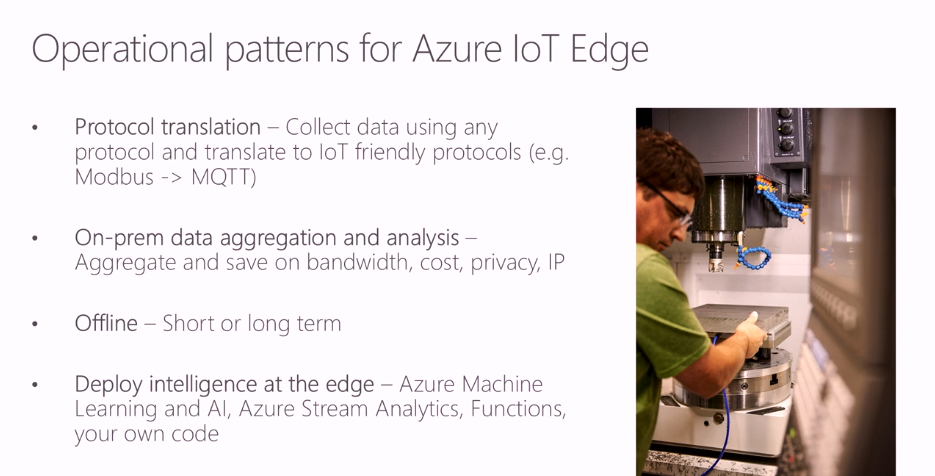 Operational patterns for Azure IoT Edge
• Protocol translation – Collect data using any
protocol and translate to IoT friendly protocols (e.g.
Modbus -> MQTT)
• On-prem data aggregation and analysis –
Aggregate and save on bandwidth, cost, privacy, IP
• Offline – Short or long term
• Deploy intelligence at the edge – Azure Machine
Learning and AI, Azure Stream Analytics, Functions,
your own code